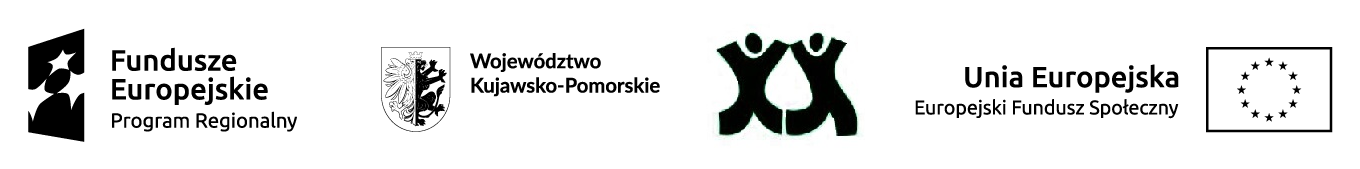 Fundusze
Europejskie
Program Regionalny
Województwo
Kujawsko-Pomorskie
Unia Europejska
Europejski Fundusz Społeczny